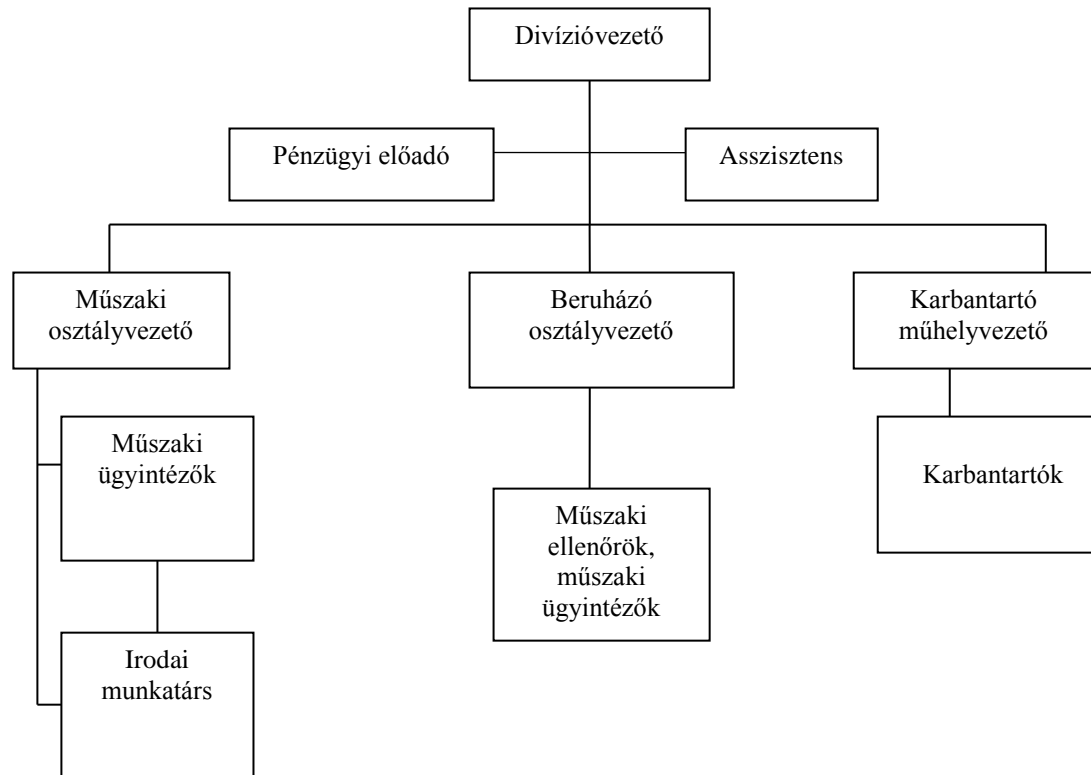 Divízióvezető
Pénzügyi előadó
Asszisztens
Műszaki
osztályvezető
Beruházó
osztályvezető
Karbantartó
műhelyvezető
Műszaki
ügyintézők
Karbantartók
Műszaki
ellenőrök,
műszaki
ügyintézők
Irodai
munkatárs